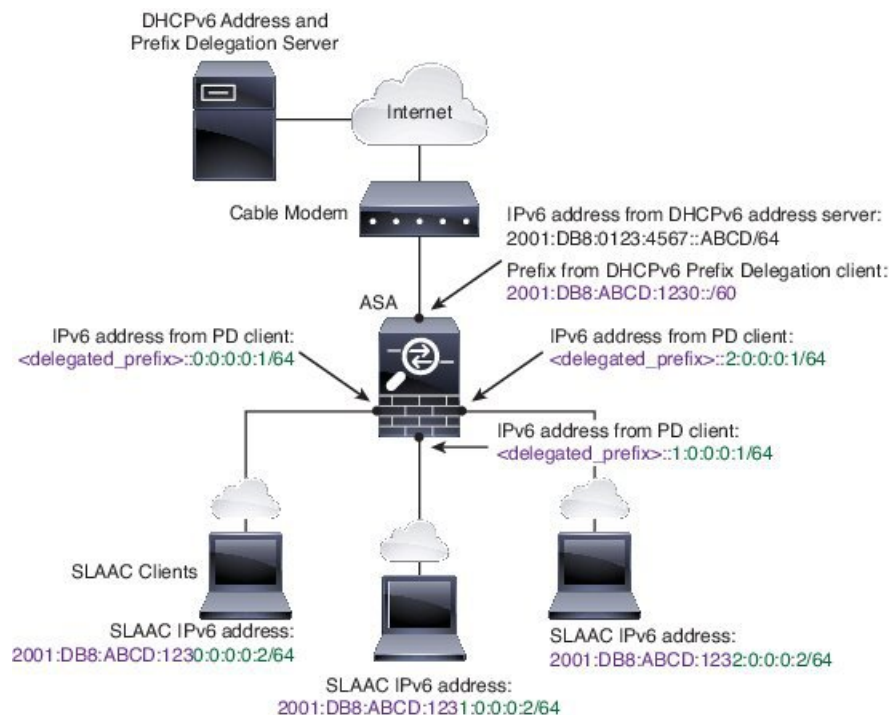 DHCPv6 Address and
Prefix Delegation Server
Internet
Cable Modem
IPv6 address from DHCPv6 address server:
2001:DB8:0123:4567::ABCD/64
Prefix from DHCPv6 Prefix Delegation client:
2001:DB8:ABCD:1230::/60
ASA
IPv6 address from PD client:
<delegated_prefix>::0:0:0:0:1/64
IPv6 address from PD client:
<delegated_prefix>::2:0:0:0:1/64
IPv6 address from PD client:
<delegated_prefix>::1:0:0:0:1/64
SLAAC Clients
SLAAC IPv6 address:
2001:DB8:ABCD:1230:0:0:0:2/64
SLAAC IPv6 address:
2001:DB8:ABCD:1231:0:0:0:2/64
SLAAC IPv6 address:
2001:DB8:ABCD:1232:0:0:0:2/64